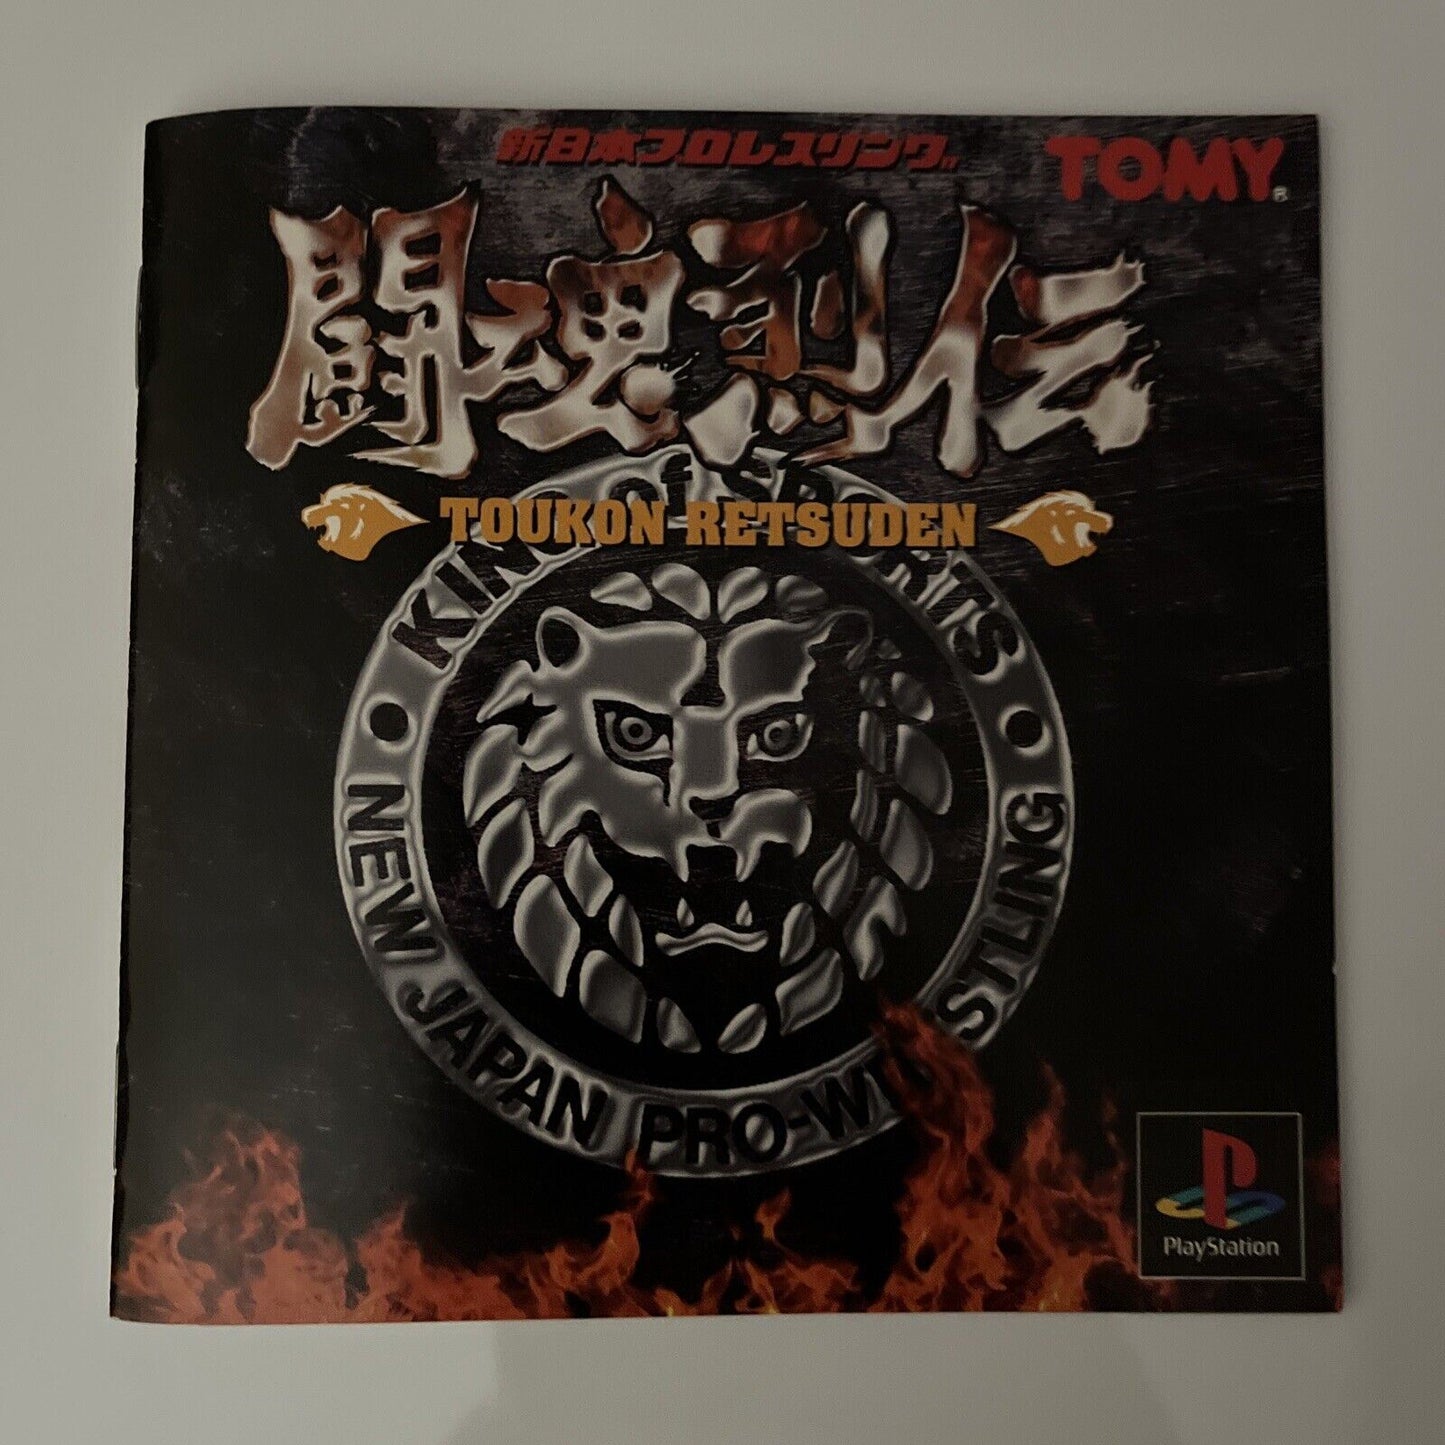 新日本プロレスリング
TOMY®
闘魂烈伝
TOUKON RETSUDEN
KING of SPORTS
• NEW JAPAN PRO-WRESTLING •
PlayStation